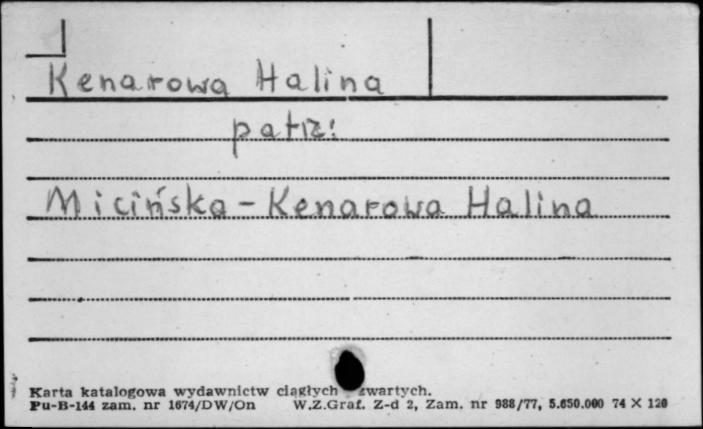 Kenarowa Halina
patrz:
Micińska - Kenarowa Halina
Karta katalogowa wydawnictw ciągłych zwartych.
Pu-B-144 zam. nr 1674/DW/On W.Z.Graf. Z-d 2, Zam. nr 988/77, 5.650.000 74 X 120